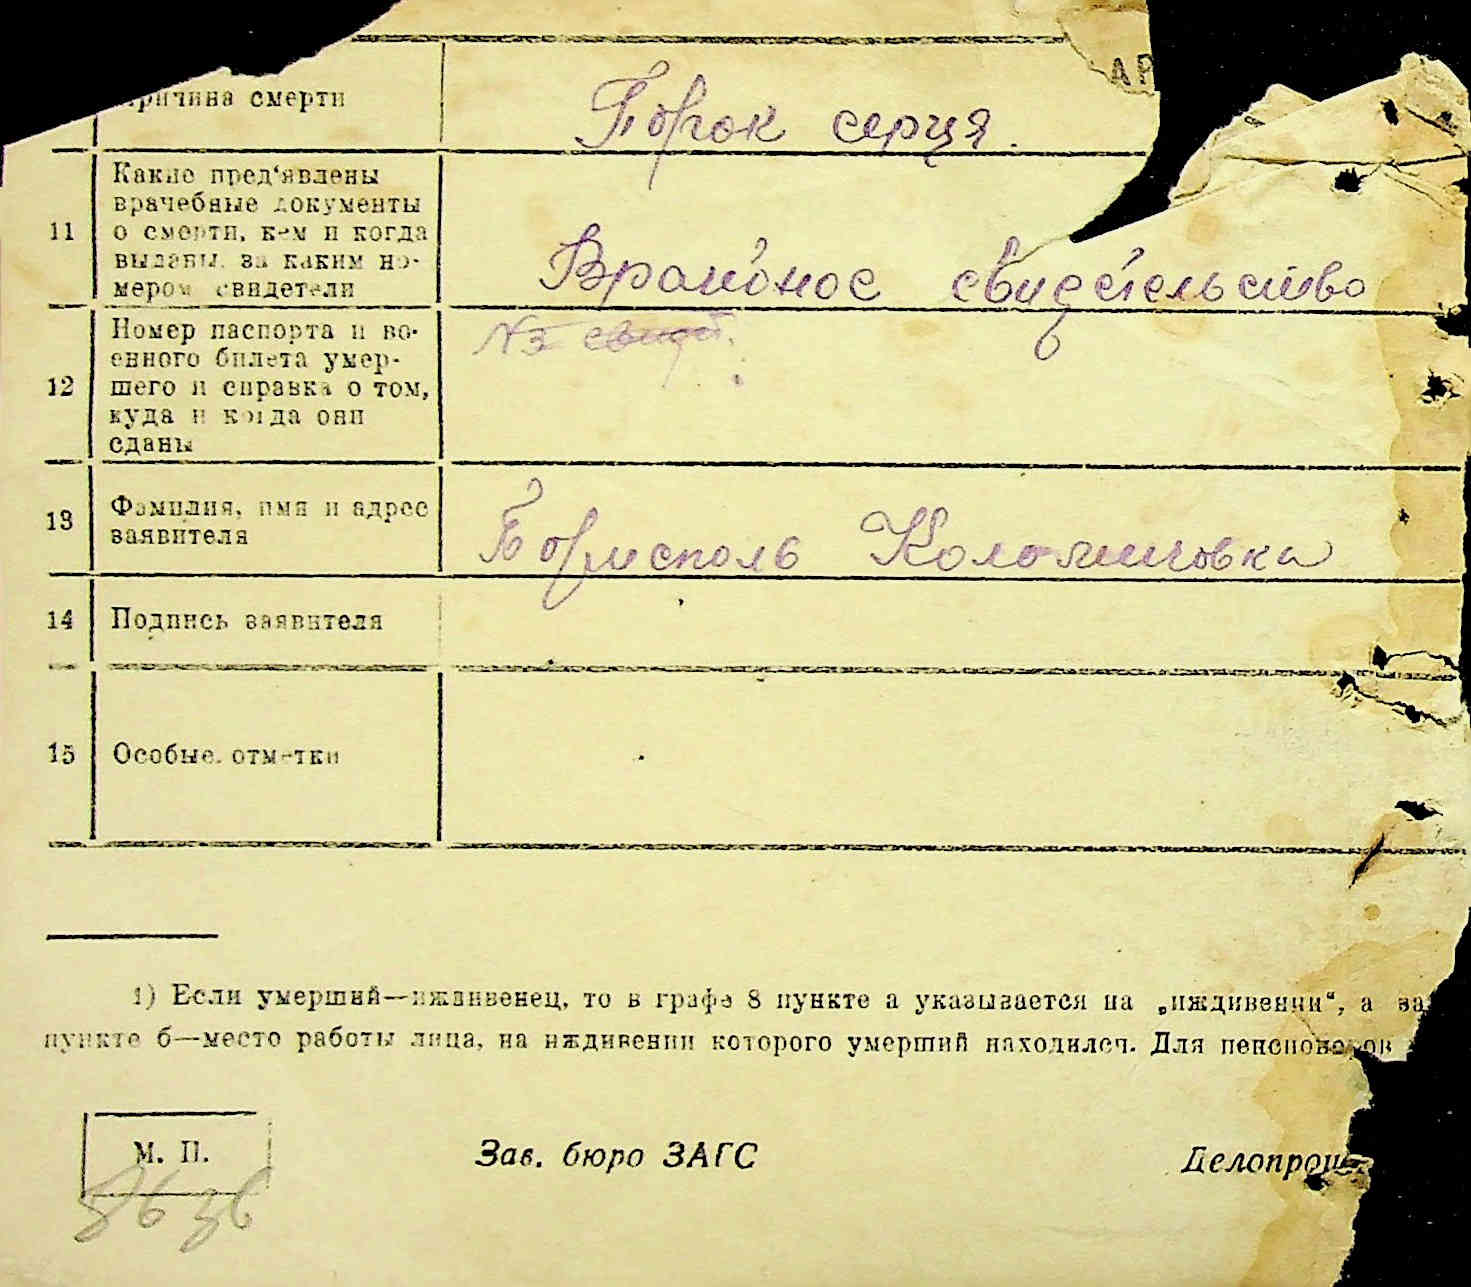 АР
Причина смерти
Порок серця.
11
Какие пред‘явлены
врачебные документы
о смерти, кем и когда
выданы, за каким но-
мером свидетели
Врачебное свидетельство
12
Номер паспорта и во-
енного билета умер-
шего и справка о том,
куда и когда они
сданы
13
Фамилия, имя и адрес
заявителя
Борисполь
14
Подпись заявителя
15
Особые отметки
1) Если умерший—иждивенец, то в графе 8 пункте а указывается на „иждивении“, а в
пункте б—место работы лица, на иждивении которого умерший находился. Для пенсионеров
М. П.
Зав. бюро ЗАГС
Делопроиз
8636